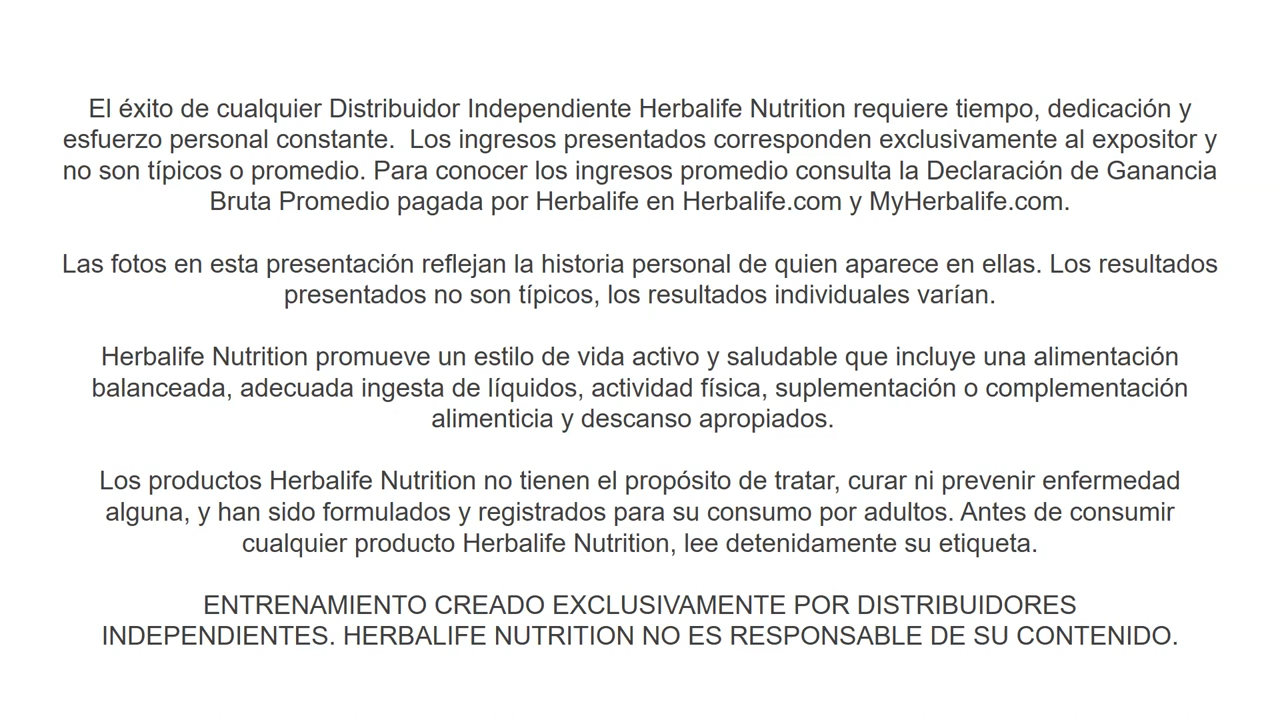 El éxito de cualquier Distribuidor Independiente Herbalife Nutrition requiere tiempo, dedicación y
esfuerzo personal constante.  Los ingresos presentados corresponden exclusivamente al expositor y
no son típicos o promedio. Para conocer los ingresos promedio consulta la Declaración de Ganancia
Bruta Promedio pagada por Herbalife en Herbalife.com y MyHerbalife.com.
Las fotos en esta presentación reflejan la historia personal de quien aparece en ellas. Los resultados
presentados no son típicos, los resultados individuales varían.
Herbalife Nutrition promueve un estilo de vida activo y saludable que incluye una alimentación
balanceada, adecuada ingesta de líquidos, actividad física, suplementación o complementación
alimenticia y descanso apropiados.
Los productos Herbalife Nutrition no tienen el propósito de tratar, curar ni prevenir enfermedad
alguna, y han sido formulados y registrados para su consumo por adultos. Antes de consumir
cualquier producto Herbalife Nutrition, lee detenidamente su etiqueta.
ENTRENAMIENTO CREADO EXCLUSIVAMENTE POR DISTRIBUIDORES
INDEPENDIENTES. HERBALIFE NUTRITION NO ES RESPONSABLE DE SU CONTENIDO.